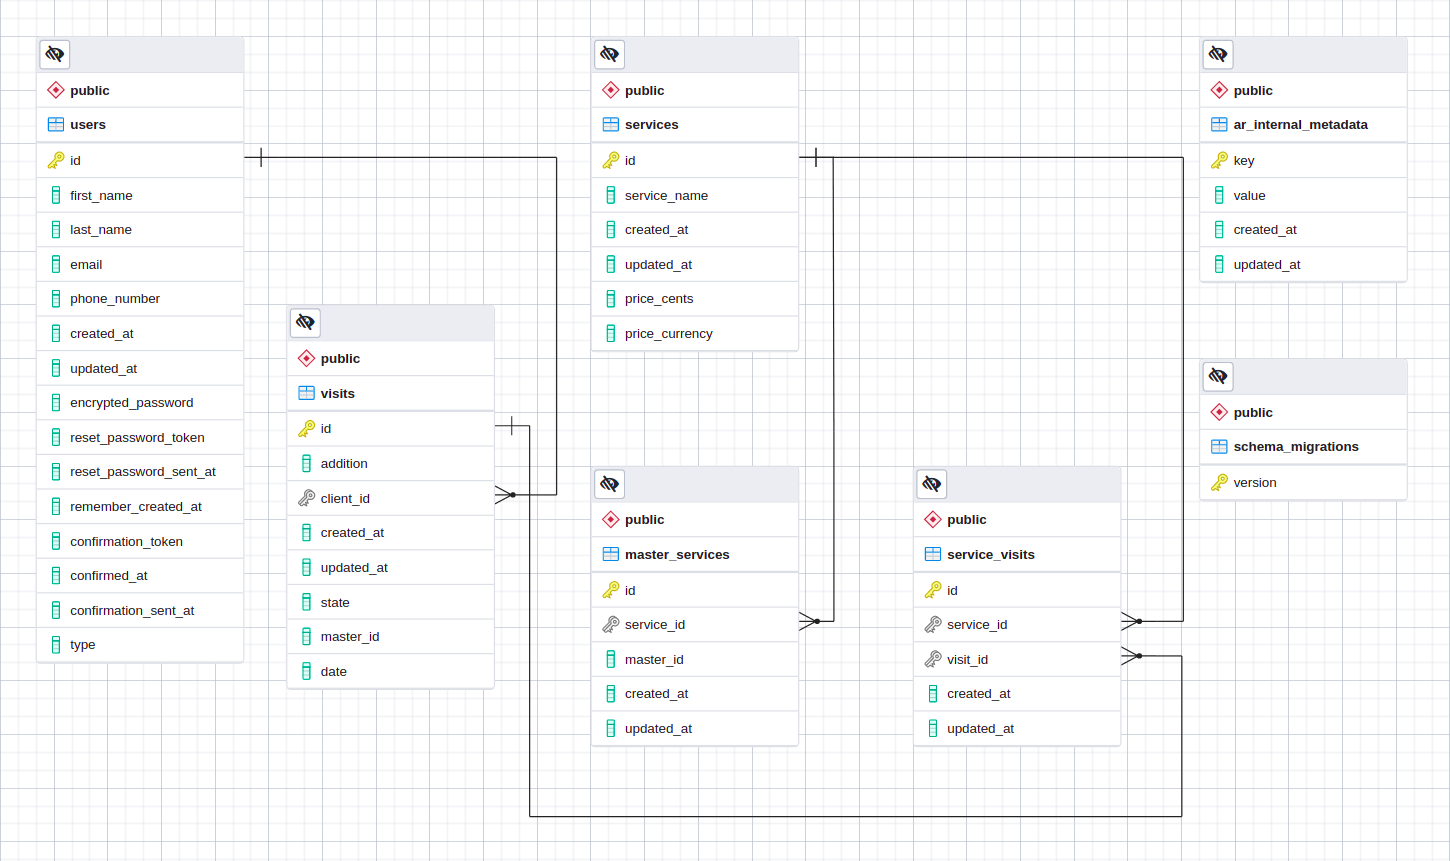 public
users
id
first_name
last_name
email
phone_number
created_at
updated_at
encrypted_password
reset_password_token
reset_password_sent_at
remember_created_at
confirmation_token
confirmed_at
confirmation_sent_at
type
public
visits
id
addition
client_id
created_at
updated_at
state
master_id
date
public
services
id
service_name
created_at
updated_at
price_cents
price_currency
public
master_services
id
service_id
master_id
created_at
updated_at
public
service_visits
id
service_id
visit_id
created_at
updated_at
public
ar_internal_metadata
key
value
created_at
updated_at
public
schema_migrations
version